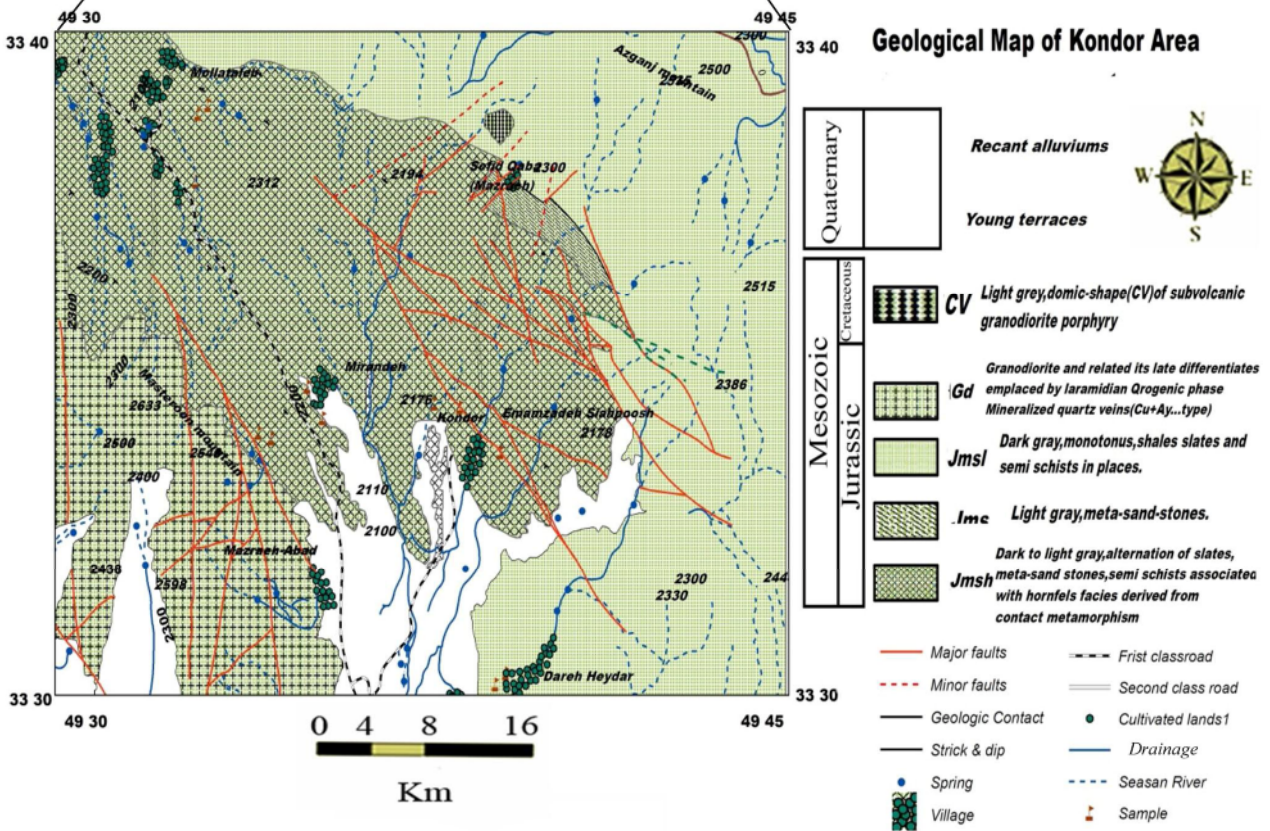 49 30
49 45
33 40
33 40
Geological Map of Kondor Area
2300
Azganj mountain
2500
Mollataleb
2312
2194
Sefid Qaba
2300
(Mazraeh)
2200
2300
2515
2300
2633
Mirandeh
2206
2176
Kondor
Emamzadeh Siahpoosh
2178
2386
Masteroon mountain
2500
2400
2110
2100
Mazraeh Abad
2438
2598
2300
2300
2330
244
Dareh Heydar
33 30
33 30
49 30
49 45
0 4 8 16
Km
N
W E
S
Quaternary
Recant alluviums
Young terraces
Mesozoic
Cretaceous
Jurassic
CV Light grey,domic-shape(CV)of subvolcanic
granodiorite porphyry
Gd Granodiorite and related its late differentiates
emplaced by laramidian Qrogenic phase
Mineralized quartz veins(Cu+Ay...type)
Jmsl Dark gray,monotonus,shales slates and
semi schists in places.
Jms Light gray,meta-sand-stones.
Jmsh Dark to light gray,alternation of slates,
meta-sand stones,semi schists associated
with hornfels facies derived from
contact metamorphism
Major faults
Minor faults
Geologic Contact
Strick & dip
Spring
Village
Frist classroad
Second class road
Cultivated lands1
Drainage
Seasan River
Sample